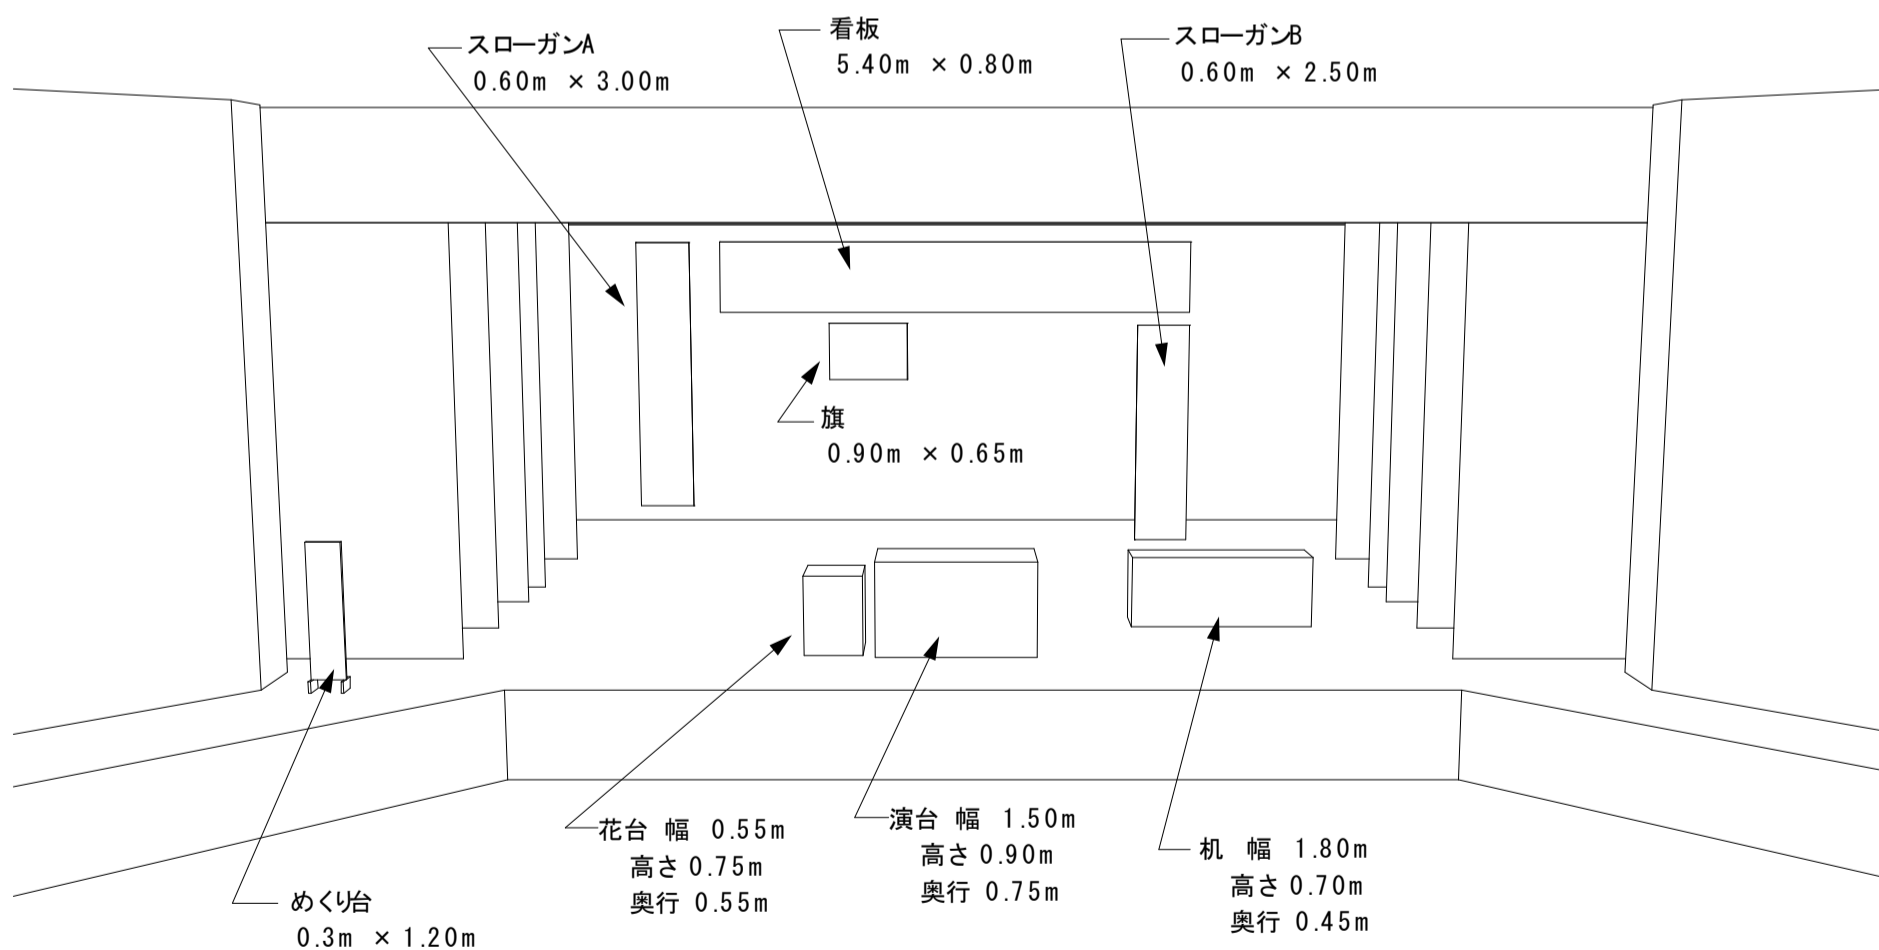 スローガンA
0.60m × 3.00m
看板
5.40m × 0.80m
スローガンB
0.60m × 2.50m
旗
0.90m × 0.65m
花台 幅 0.55m
高さ 0.75m
奥行 0.55m
演台 幅 1.50m
高さ 0.90m
奥行 0.75m
机 幅 1.80m
高さ 0.70m
奥行 0.45m
めくり台
0.3m × 1.20m